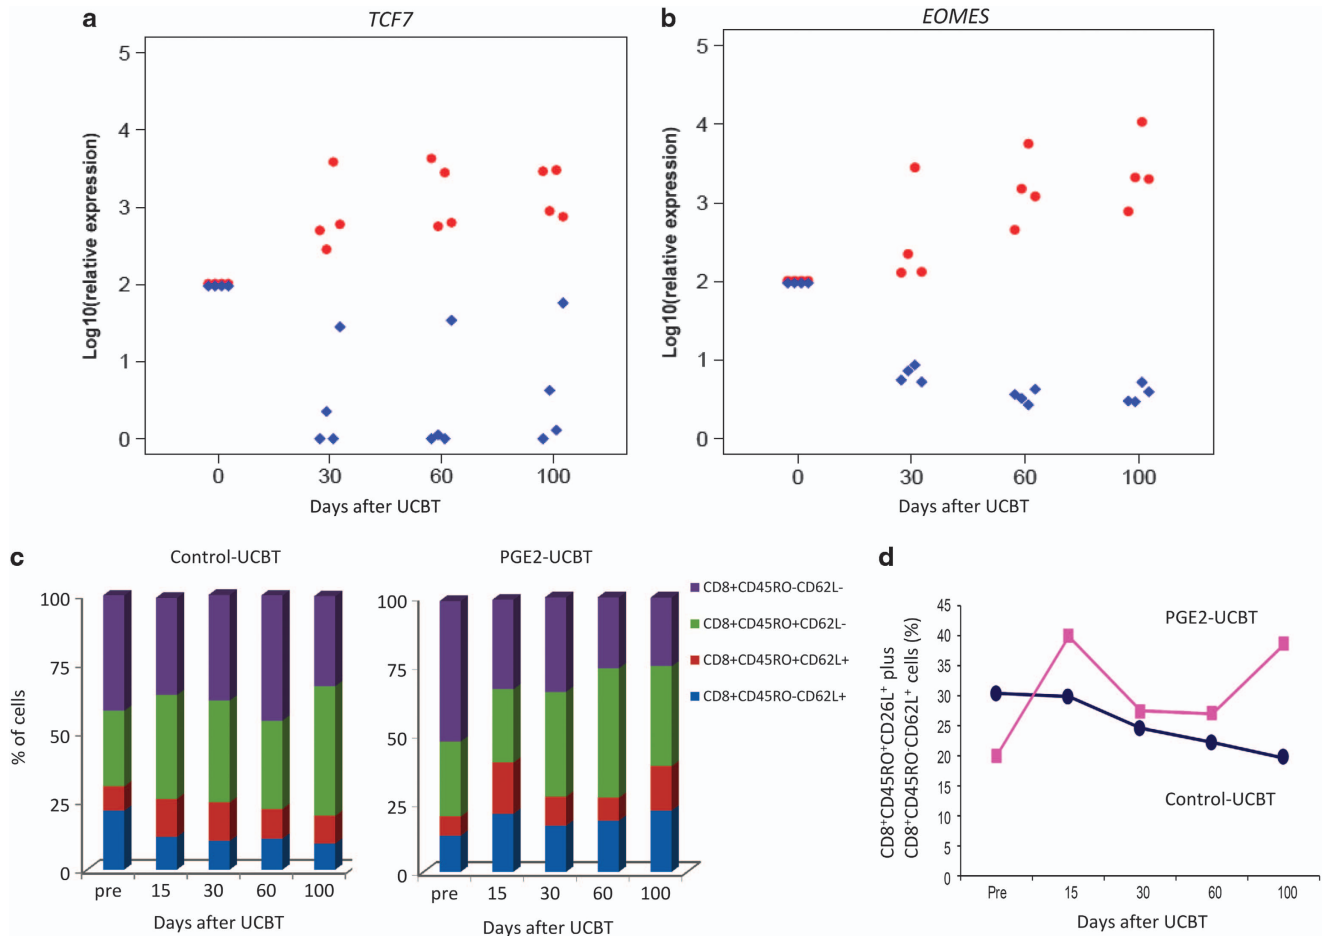 a
TCF7
5
4
3
2
1
0
Log10(relative expression)
0 30 60 100
Days after UCBT
b
EOMES
5
4
3
2
1
0
Log10(relative expression)
0 30 60 100
Days after UCBT
c
Control-UCBT
100
75
50
25
0
% of cells
pre 15 30 60 100
Days after UCBT
PGE2-UCBT
100
75
50
25
0
pre 15 30 60 100
Days after UCBT
CD8+CD45RO-CD62L-
CD8+CD45RO+CD62L-
CD8+CD45RO+CD62L+
CD8+CD45RO-CD62L+
d
CD8⁺CD45RO⁺CD26L⁺ plus
CD8⁺CD45RO⁻CD62L⁺ cells (%)
45
40
35
30
25
20
15
10
5
0
PGE2-UCBT
Control-UCBT
Pre 15 30 60 100
Days after UCBT